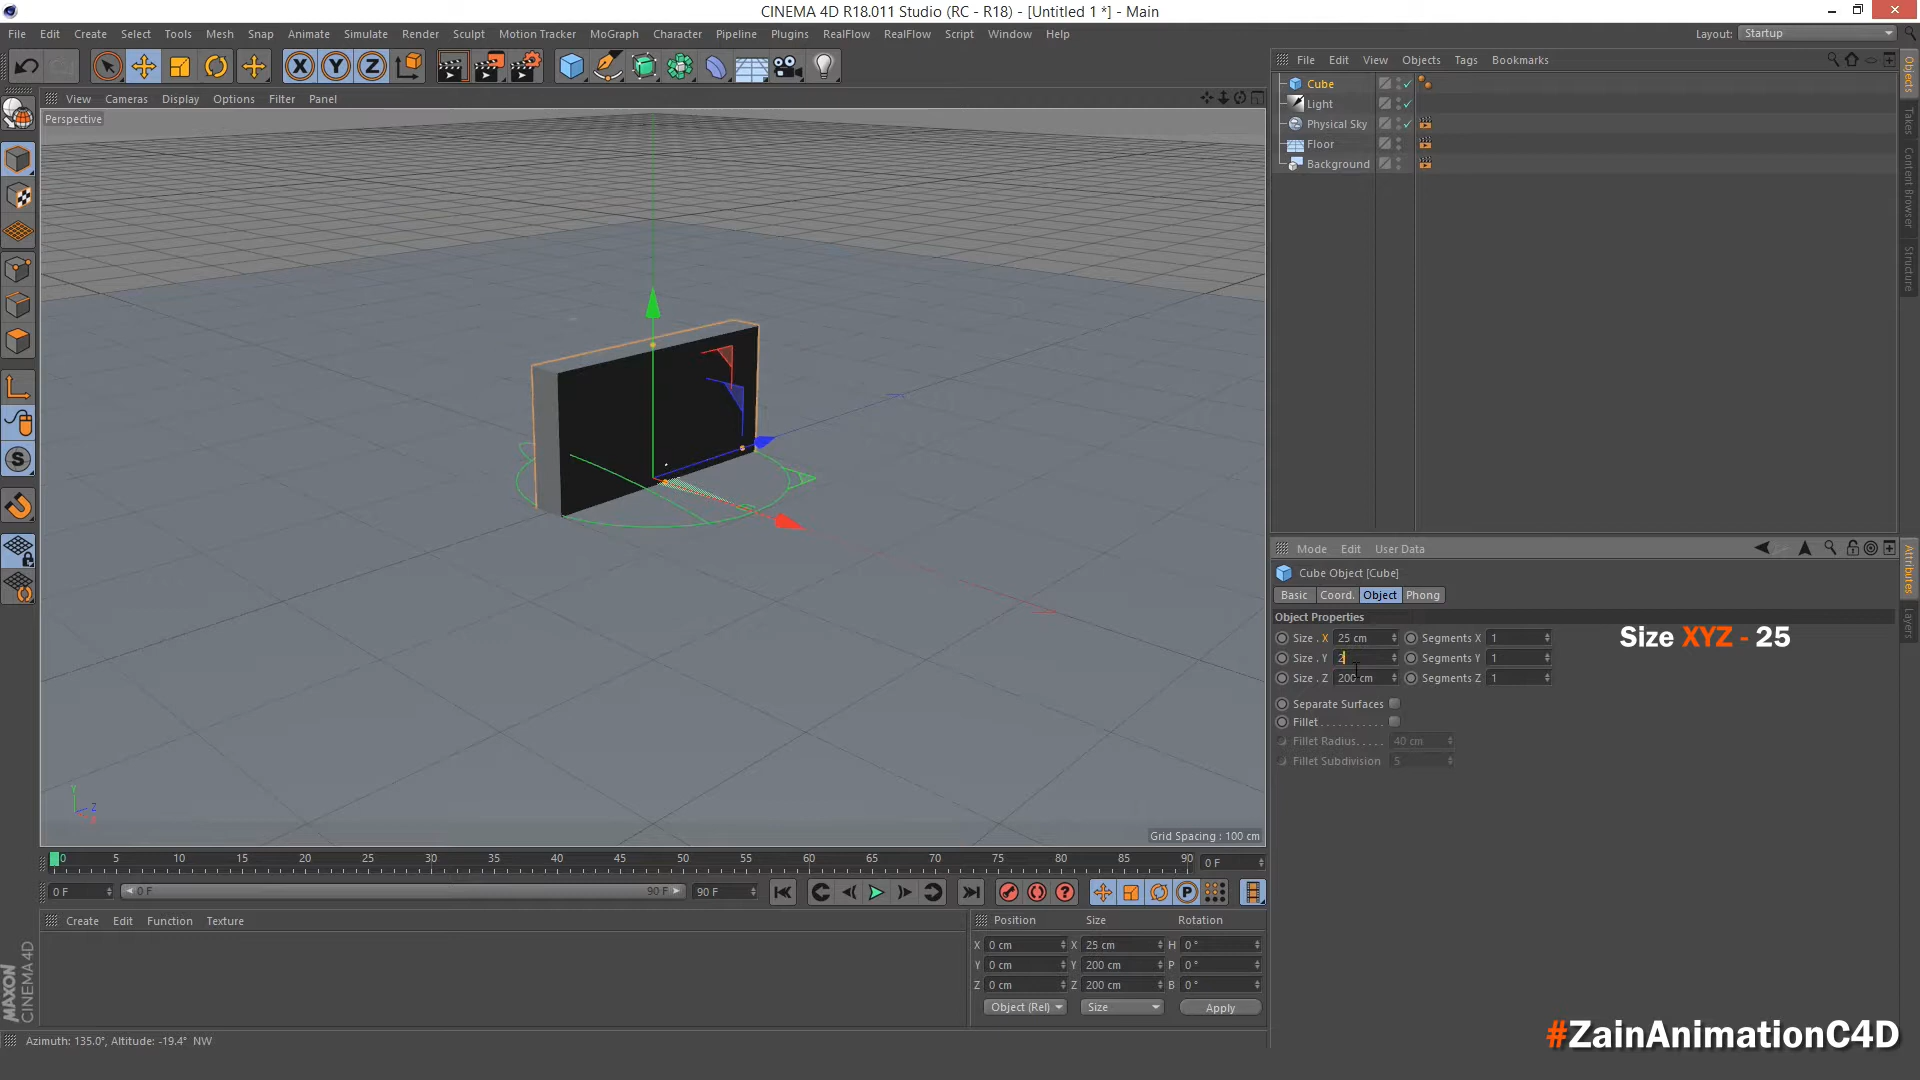 CINEMA 4D R18.011 Studio (RC - R18) - [Untitled 1 *] - Main
File Edit Create Select Tools Mesh Snap Animate Simulate Render Sculpt Motion Tracker MoGraph Character Pipeline Plugins RealFlow RealFlow Script Window Help
Layout: Startup
X Y Z
File Edit View Objects Tags Bookmarks
View Cameras Display Options Filter Panel
Perspective
Cube
Light
Physical Sky
Floor
Background
Objects
Takes
Content Browser
Structure
Mode Edit User Data
Cube Object [Cube]
Basic Coord. Object Phong
Object Properties
Size . X 25 cm Segments X 1
Size . Y 2 Segments Y 1
Size . Z 200 cm Segments Z 1
Separate Surfaces
Fillet . . . . . . . . . . .
Fillet Radius. . . . . 40 cm
Fillet Subdivision 5
Size XYZ - 25
Attributes
Layers
Y
Z
X
Grid Spacing : 100 cm
0 5 10 15 20 25 30 35 40 45 50 55 60 65 70 75 80 85 90 0 F
0 F 0 F 90 F 90 F
Create Edit Function Texture
Position Size Rotation
X 0 cm X 25 cm H 0 °
Y 0 cm Y 200 cm P 0 °
Z 0 cm Z 200 cm B 0 °
Object (Rel) Size Apply
MAXON
CINEMA 4D
Azimuth: 135.0°, Altitude: -19.4° NW
#ZainAnimationC4D